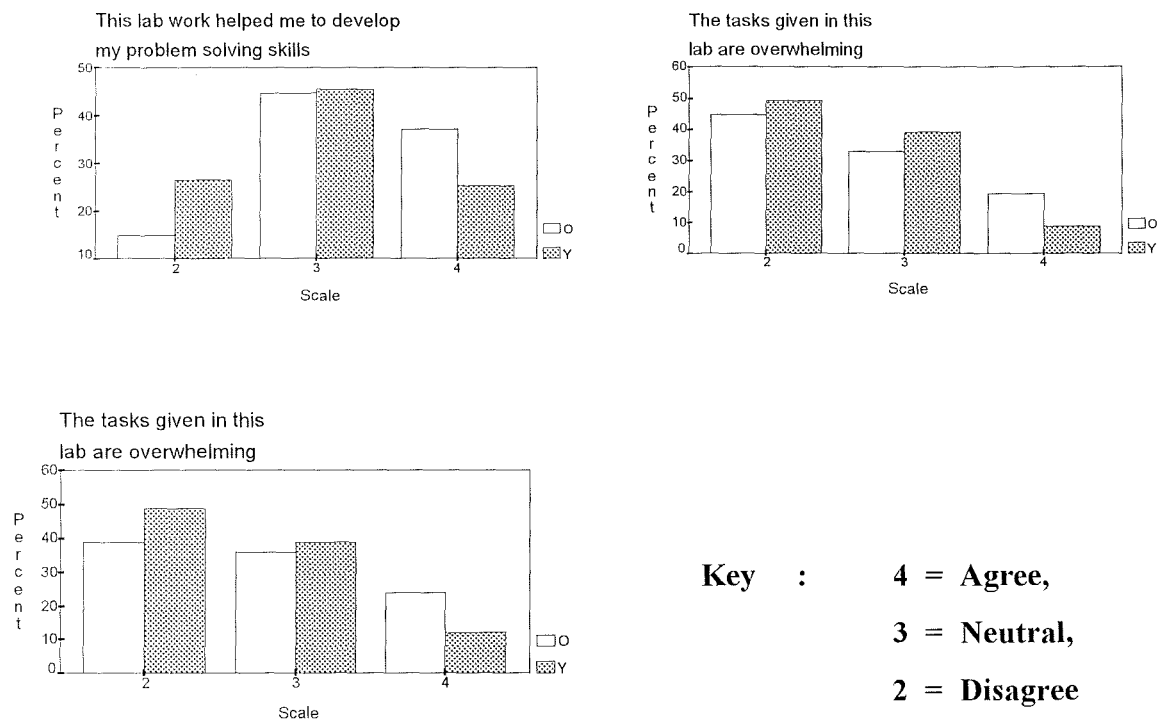 This lab work helped me to develop
my problem solving skills
50
40
30
20
10
Percent
2 3 4
Scale
O
Y
The tasks given in this
lab are overwhelming
60
50
40
30
20
10
0
Percent
2 3 4
Scale
O
Y
The tasks given in this
lab are overwhelming
60
50
40
30
20
10
0
Percent
2 3 4
Scale
O
Y
Key : 4 = Agree,
3 = Neutral,
2 = Disagree